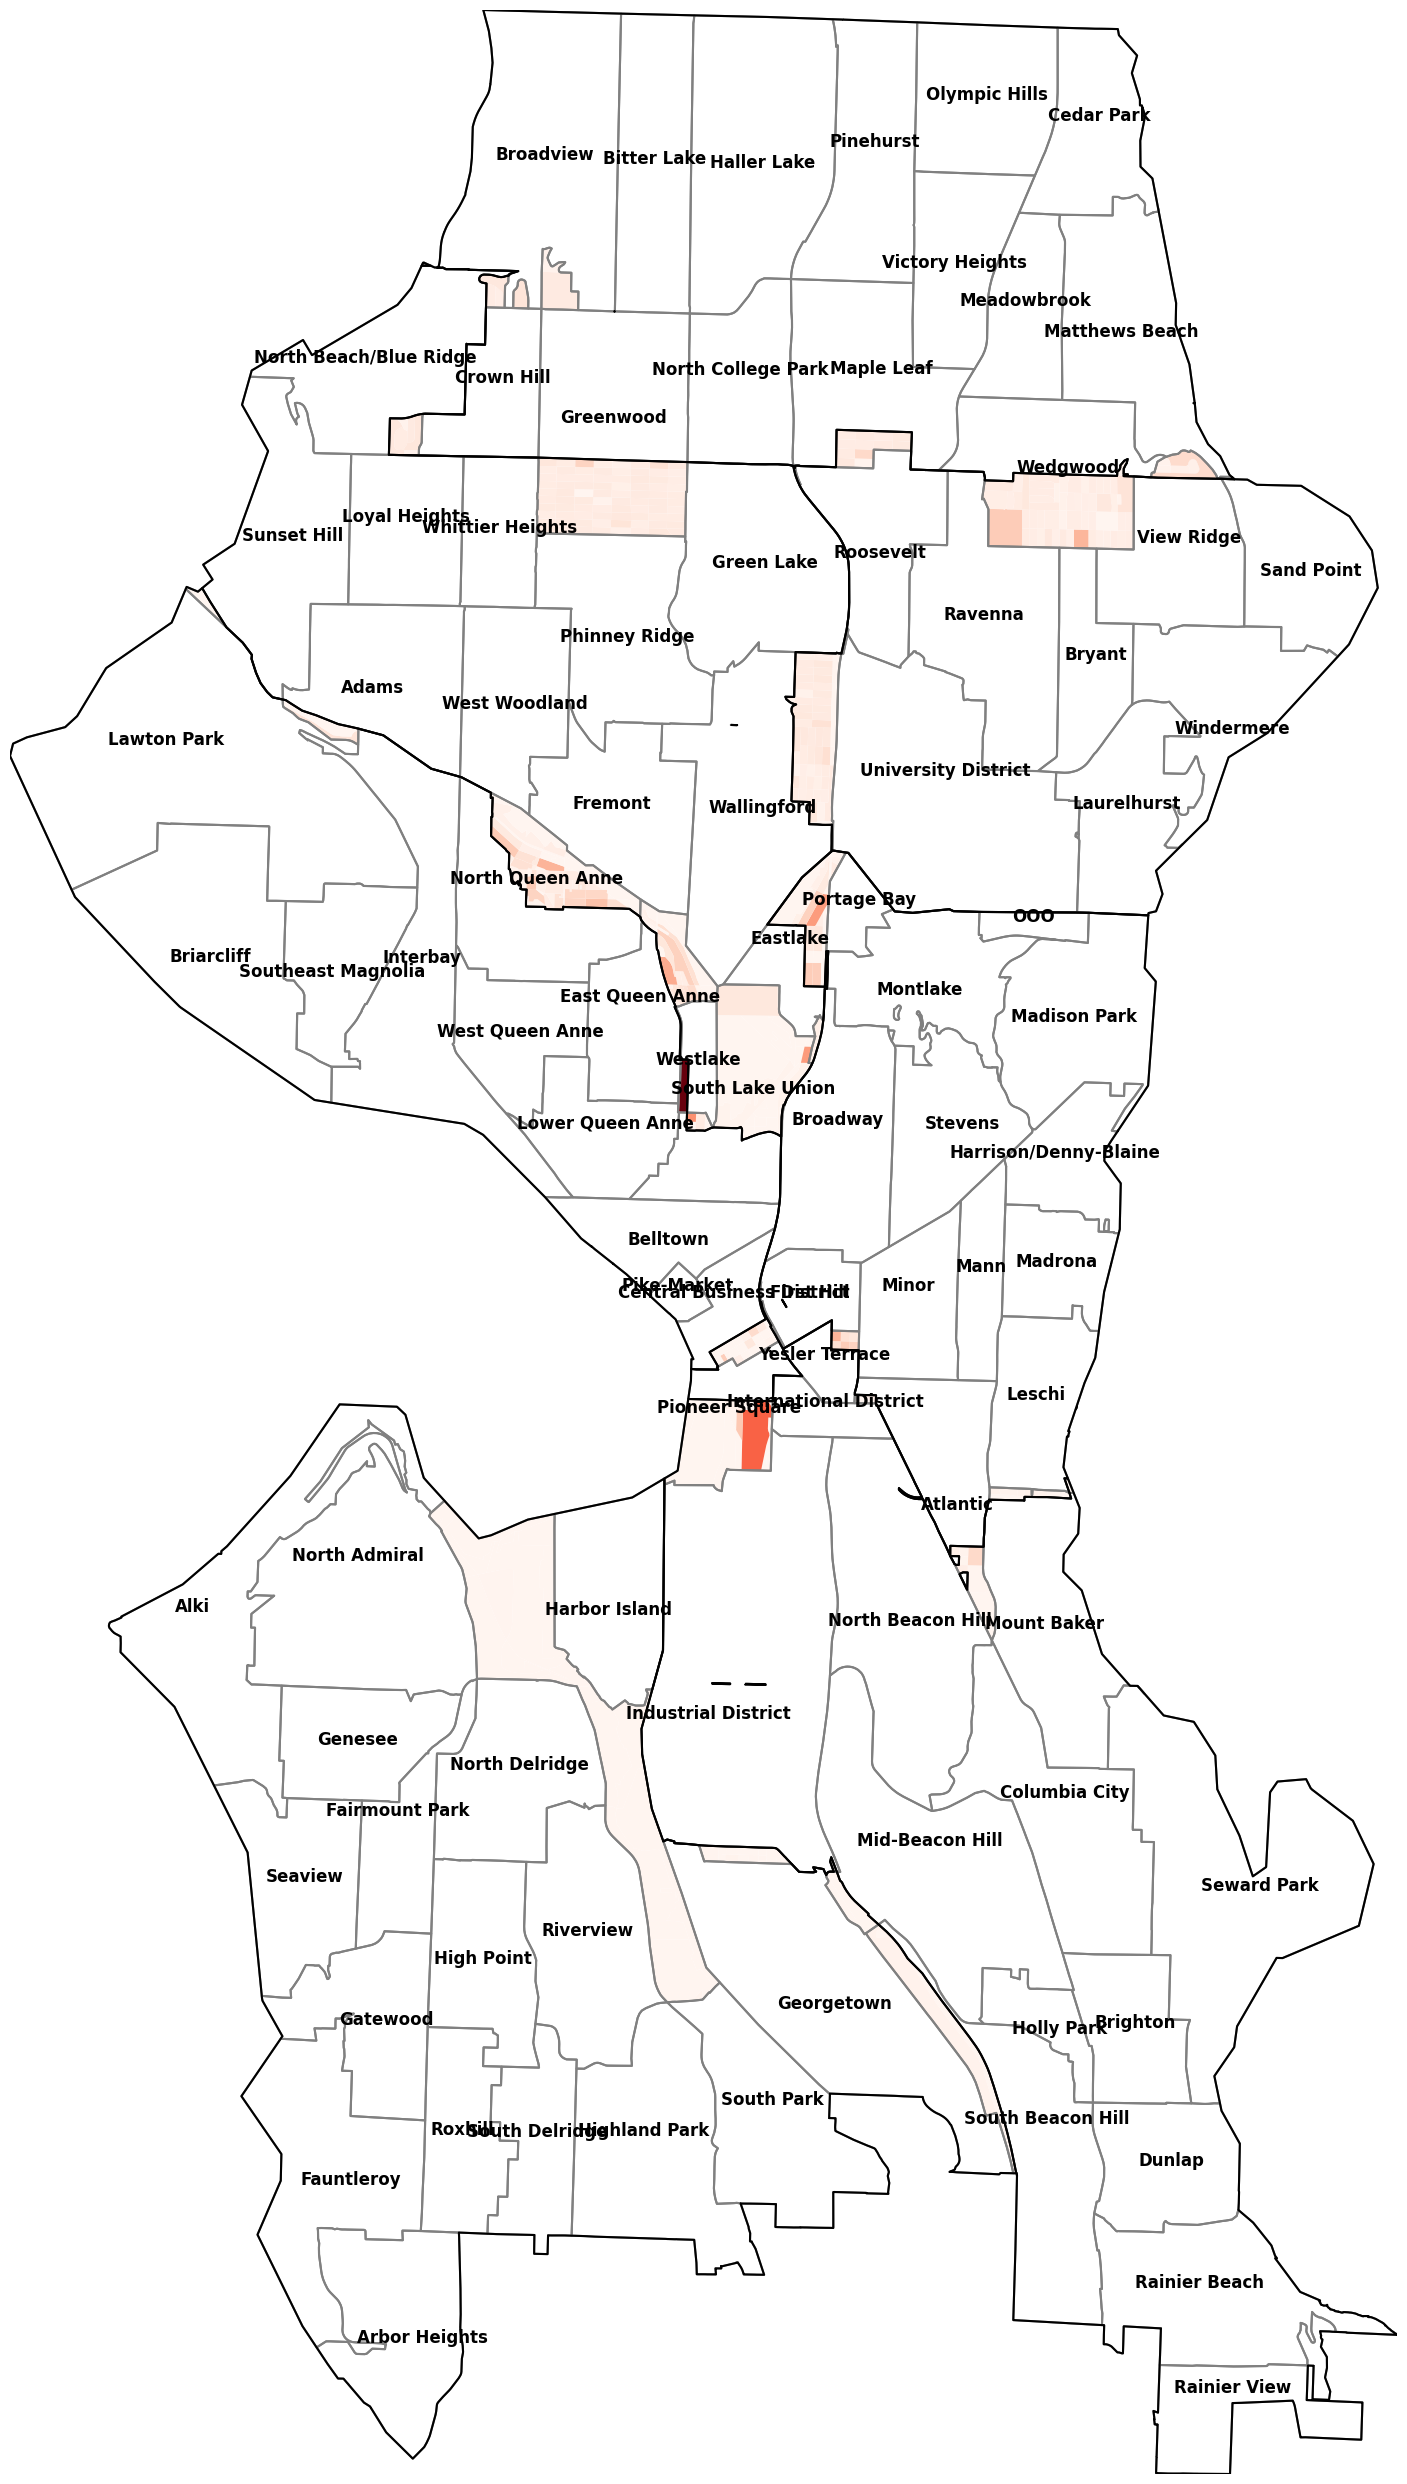 Olympic Hills
Cedar Park
Pinehurst
Broadview
Bitter Lake
Haller Lake
Victory Heights
Meadowbrook
Matthews Beach
North Beach/Blue Ridge
Crown Hill
North College Park
Maple Leaf
Greenwood
Wedgwood
Loyal Heights
Whittier Heights
Sunset Hill
View Ridge
Roosevelt
Green Lake
Sand Point
Ravenna
Phinney Ridge
Bryant
Adams
West Woodland
Windermere
Lawton Park
University District
Fremont
Wallingford
Laurelhurst
North Queen Anne
Portage Bay
OOO
Eastlake
Briarcliff
Interbay
Southeast Magnolia
Montlake
East Queen Anne
Madison Park
West Queen Anne
Westlake
South Lake Union
Lower Queen Anne
Broadway
Stevens
Harrison/Denny-Blaine
Belltown
Madrona
Mann
Minor
Pike-Market
Central Business District
First Hill
Yesler Terrace
Leschi
International District
Pioneer Square
Atlantic
North Admiral
Alki
Harbor Island
North Beacon Hill
Mount Baker
Industrial District
Genesee
North Delridge
Columbia City
Fairmount Park
Mid-Beacon Hill
Seaview
Seward Park
Riverview
High Point
Georgetown
Gatewood
Holly Park
Brighton
South Park
South Beacon Hill
Roxhill
South Delridge
Highland Park
Dunlap
Fauntleroy
Rainier Beach
Arbor Heights
Rainier View